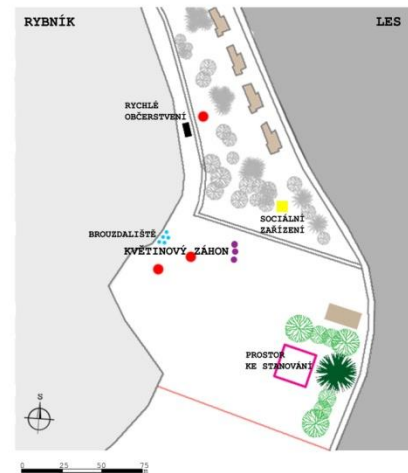 RYBNÍK
LES
RYCHLÉ
OBČERSTVENÍ
SOCIÁLNÍ
ZAŘÍZENÍ
BROUZDALIŠTĚ
KVĚTINOVÝ ZÁHON
PROSTOR
KE STANOVÁNÍ
S
0 25 50 75